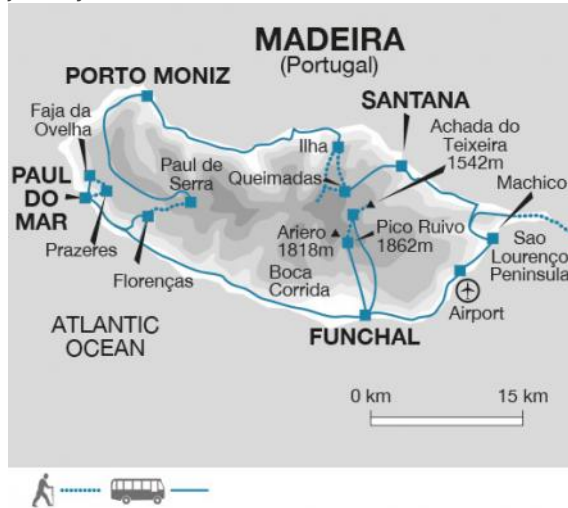 MADEIRA
(Portugal)
PORTO MONIZ
Faja da
Ovelha
SANTANA
Achada do
Teixeira
1542m
Ilha
Paul de
Serra
Queimadas
Machico
PAUL
DO
MAR
Prazeres
Ariero
1818m
Pico Ruivo
1862m
Sao
Lourenço
Peninsula
Florenças
Boca
Corrida
Airport
ATLANTIC
OCEAN
FUNCHAL
0 km
15 km